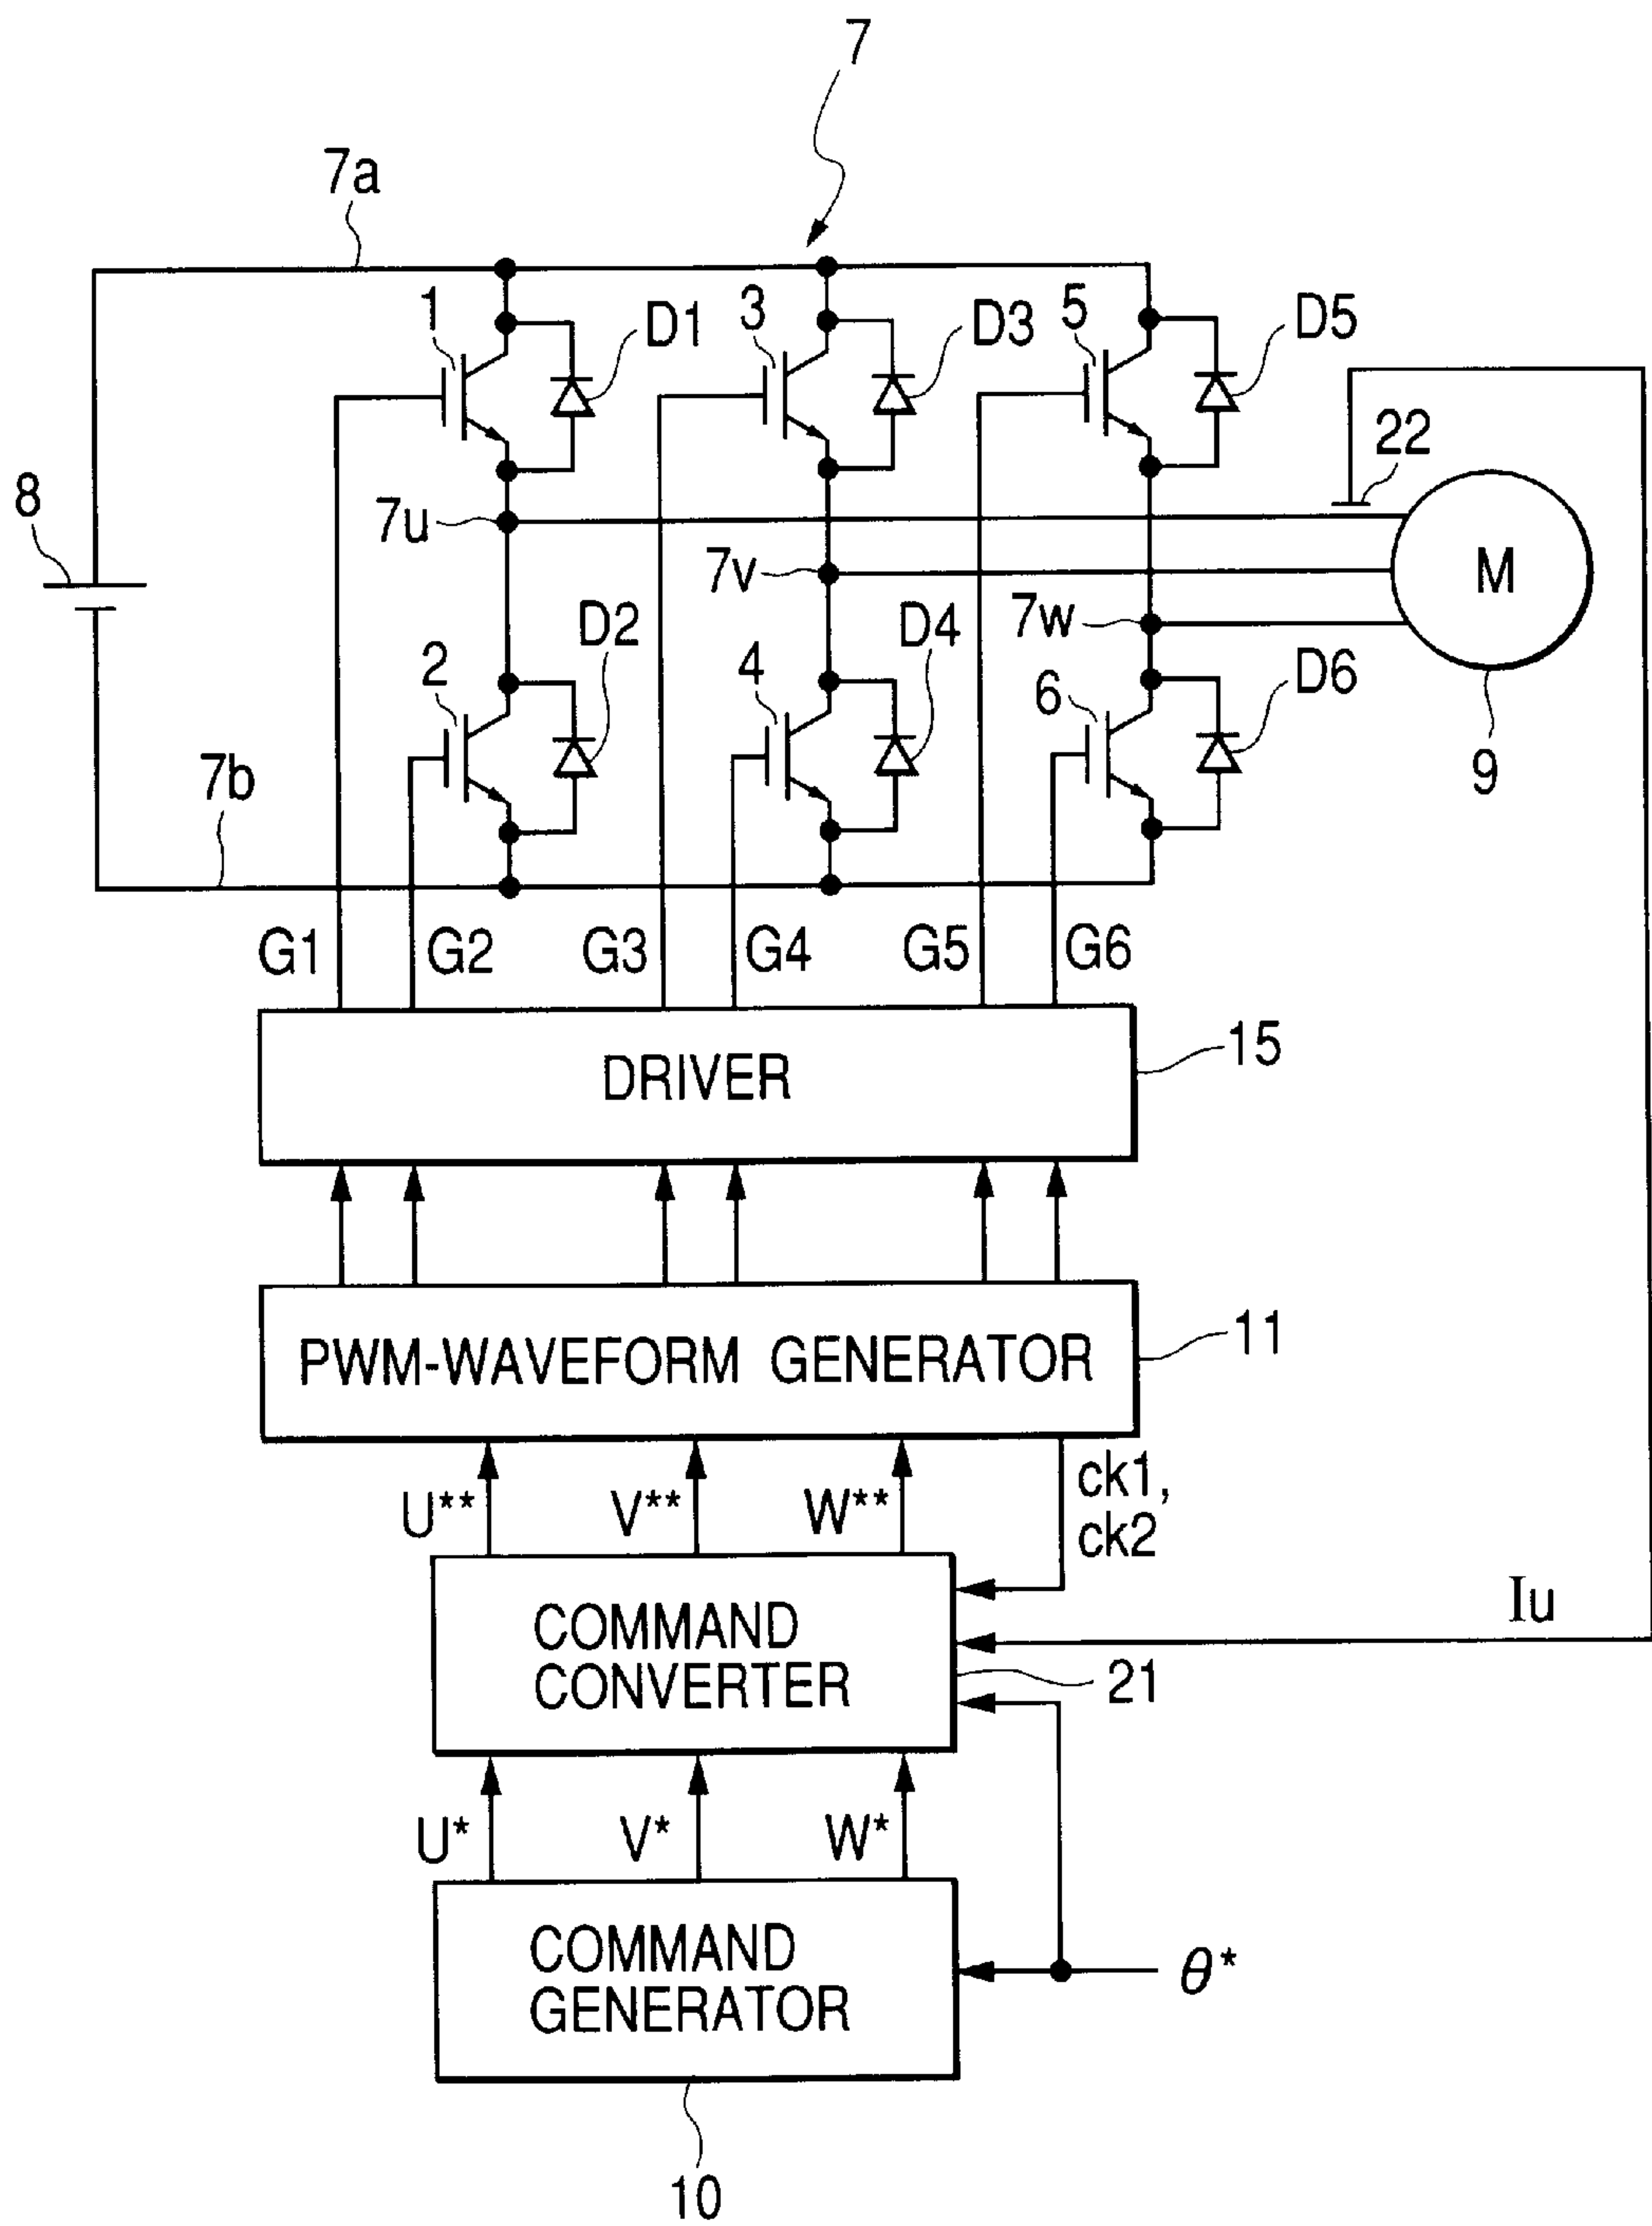 7
7a
1
D1
3
D3
5
D5
22
8
7u
7v
M
7w
D2
D4
D6
2
4
6
9
7b
G1
G2
G3
G4
G5
G6
DRIVER
15
PWM-WAVEFORM GENERATOR
11
U**
V**
W**
ck1,
ck2
COMMAND
CONVERTER
Iu
21
U*
V*
W*
COMMAND
GENERATOR
θ*
10